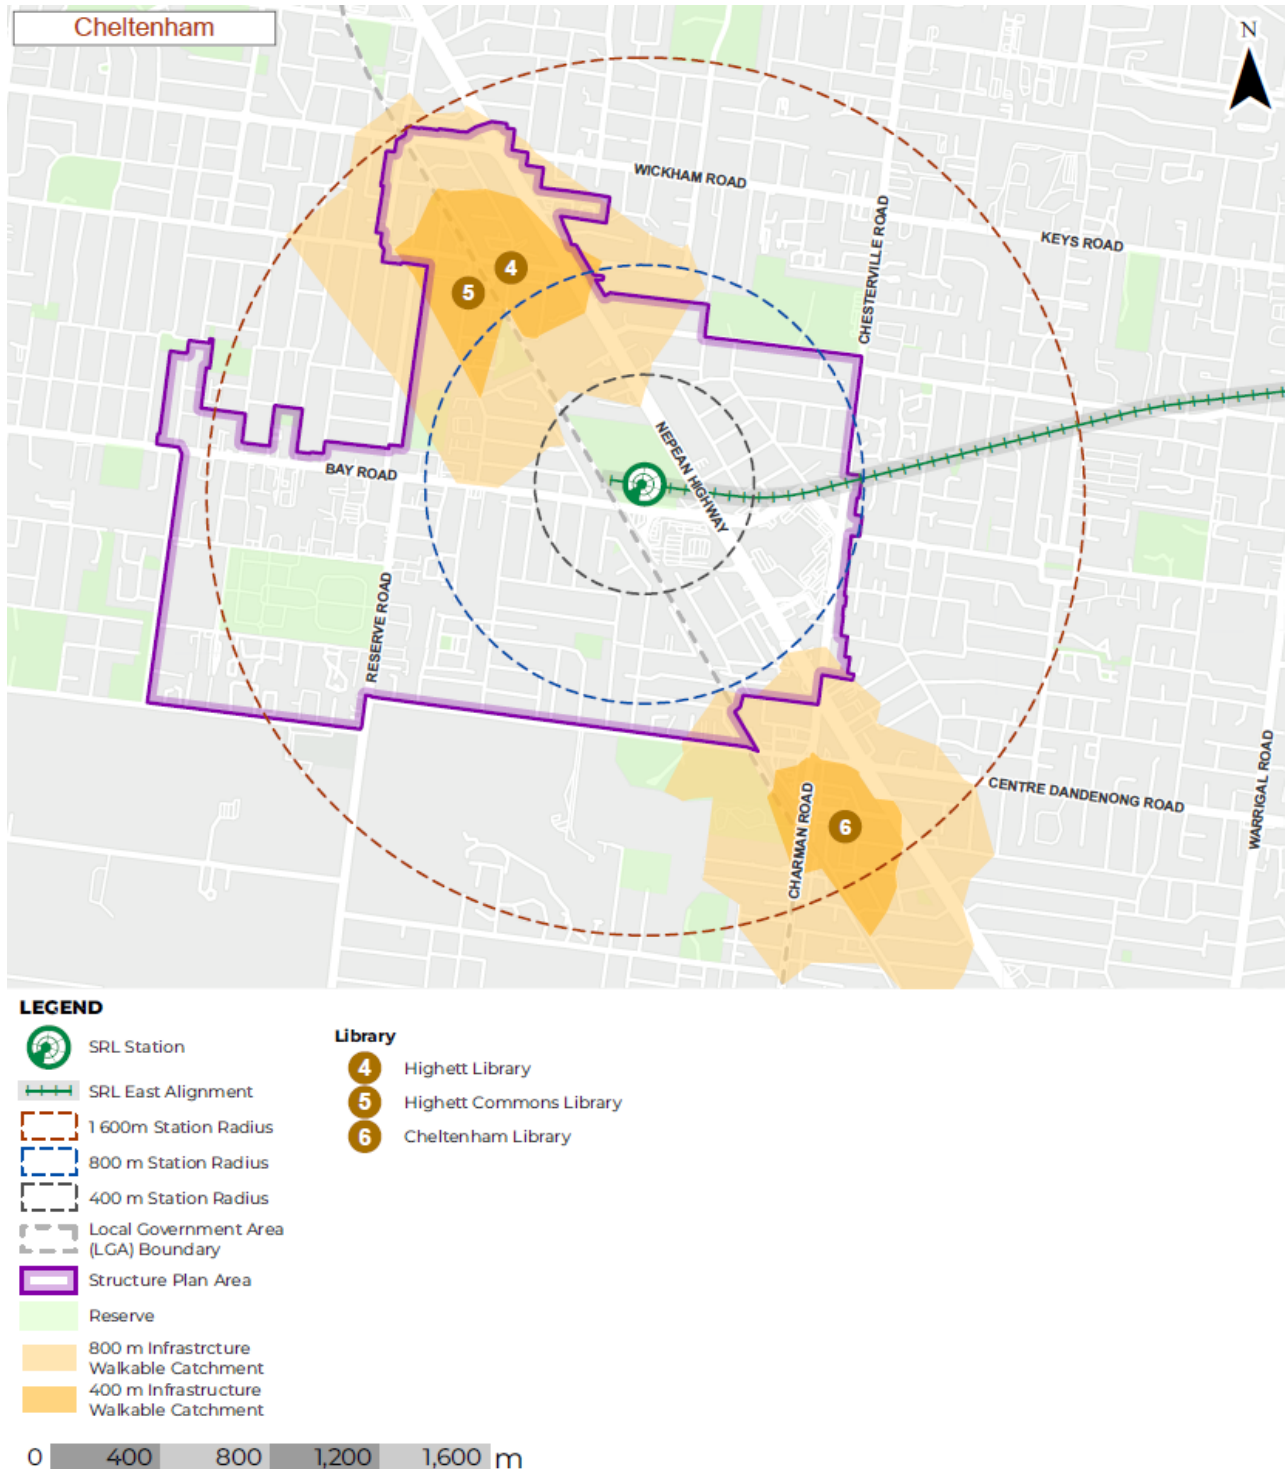 Cheltenham
N
WICKHAM ROAD
KEYS ROAD
CHESTERVILLE ROAD
4
5
NEPEAN HIGHWAY
BAY ROAD
RESERVE ROAD
CENTRE DANDENONG ROAD
WARRIGAL ROAD
CHARMAN ROAD
6
LEGEND
SRL Station
SRL East Alignment
1 600m Station Radius
800 m Station Radius
400 m Station Radius
Local Government Area
(LGA) Boundary
Structure Plan Area
Reserve
800 m Infrastrcture
Walkable Catchment
400 m Infrastructure
Walkable Catchment
Library
4 Highett Library
5 Highett Commons Library
6 Cheltenham Library
0 400 800 1,200 1,600 m